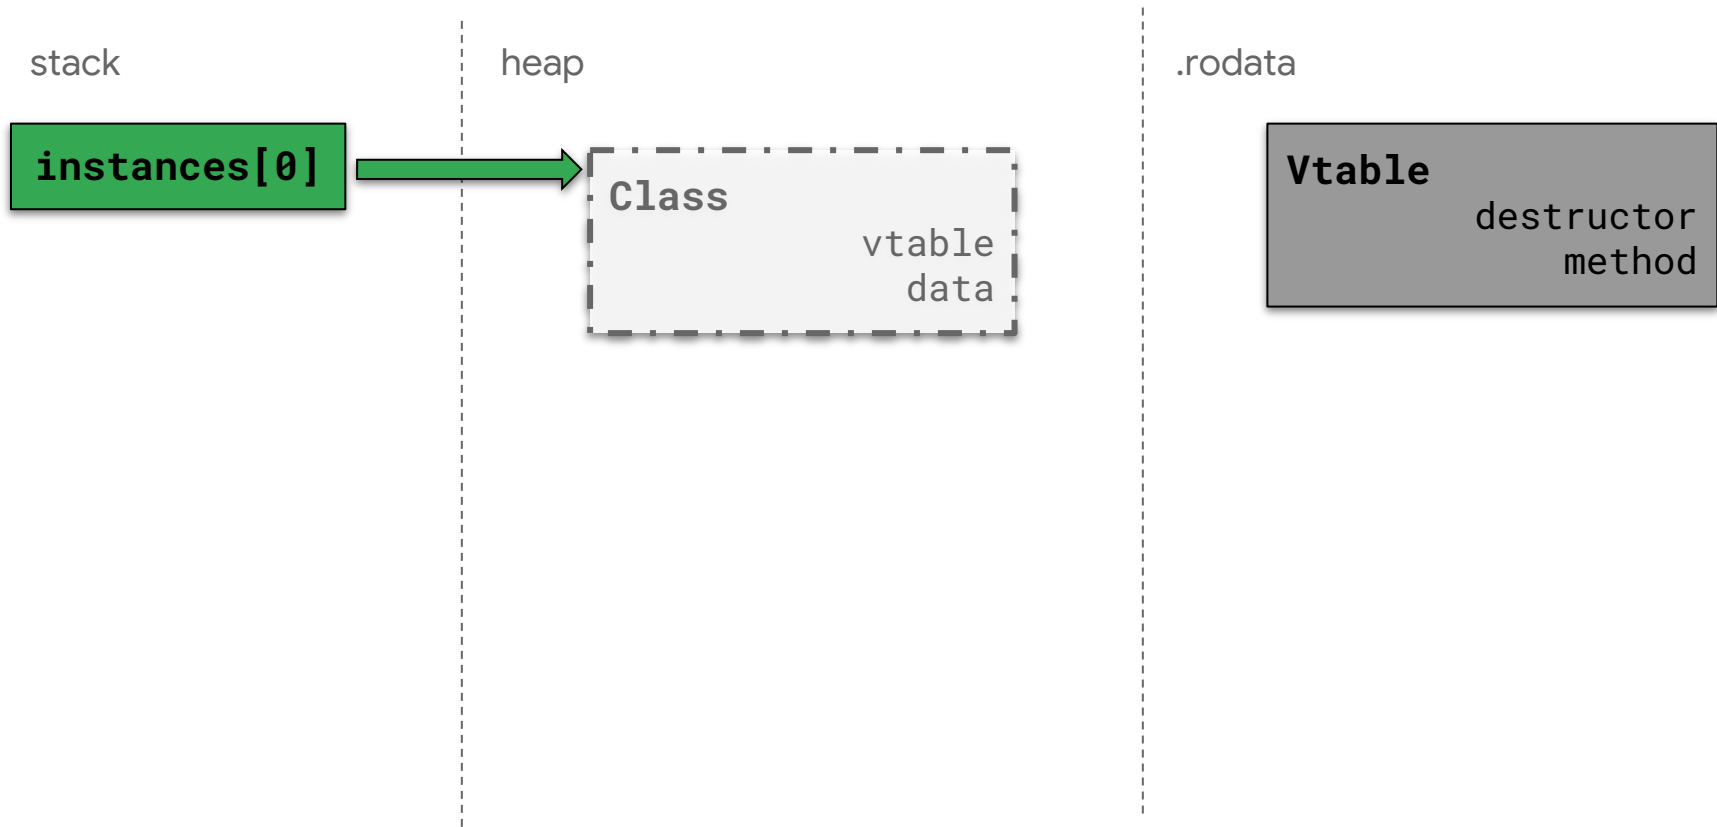 stack
heap
.rodata
instances[0]
Class
vtable
data
Vtable
destructor
method